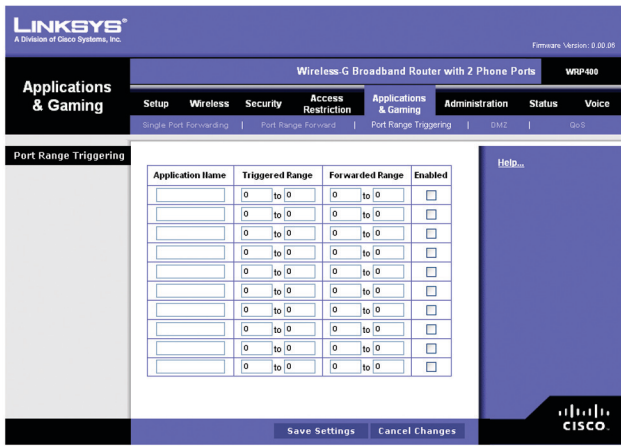 LINKSYS®
A Division of Cisco Systems, Inc.
Firmware Version: 0.00.06
Wireless-G Broadband Router with 2 Phone Ports WRP400
Applications & Gaming
Setup Wireless Security Access Restriction Applications & Gaming Administration Status Voice
Single Port Forwarding | Port Range Forward | Port Range Triggering | DMZ | QoS
Port Range Triggering
Help...
Application Name Triggered Range Forwarded Range Enabled
0 to 0 0 to 0
0 to 0 0 to 0
0 to 0 0 to 0
0 to 0 0 to 0
0 to 0 0 to 0
0 to 0 0 to 0
0 to 0 0 to 0
0 to 0 0 to 0
0 to 0 0 to 0
0 to 0 0 to 0
Save Settings Cancel Changes
CISCO.